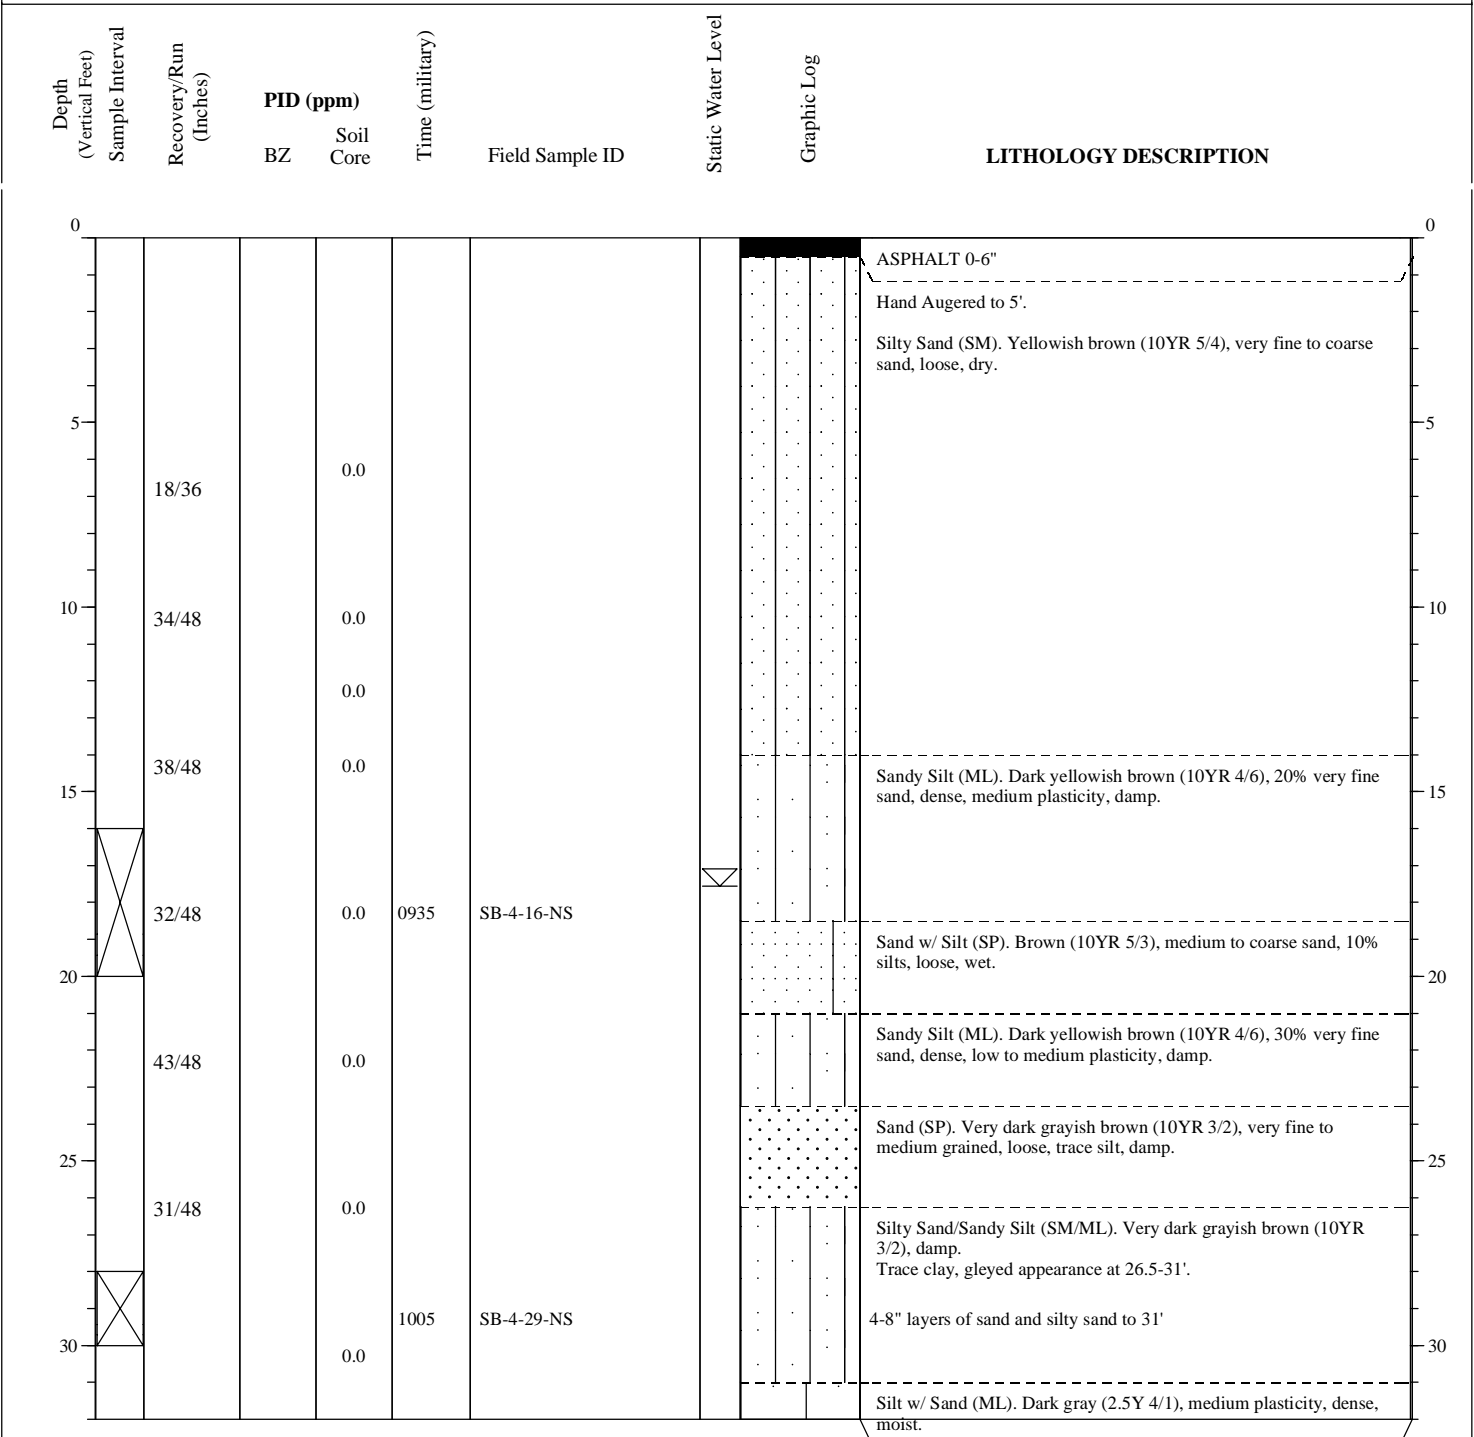 Depth
(Vertical Feet)
Sample Interval
Recovery/Run
(Inches)
PID (ppm)
BZ
Soil
Core
Time (military)
Field Sample ID
Static Water Level
Graphic Log
LITHOLOGY DESCRIPTION
0
0
ASPHALT 0-6"
Hand Augered to 5'.
Silty Sand (SM). Yellowish brown (10YR 5/4), very fine to coarse
sand, loose, dry.
5
5
0.0
18/36
10
34/48
0.0
10
0.0
38/48
0.0
Sandy Silt (ML). Dark yellowish brown (10YR 4/6), 20% very fine
sand, dense, medium plasticity, damp.
15
15
32/48
0.0
0935
SB-4-16-NS
Sand w/ Silt (SP). Brown (10YR 5/3), medium to coarse sand, 10%
silts, loose, wet.
20
20
Sandy Silt (ML). Dark yellowish brown (10YR 4/6), 30% very fine
sand, dense, low to medium plasticity, damp.
43/48
0.0
Sand (SP). Very dark grayish brown (10YR 3/2), very fine to
medium grained, loose, trace silt, damp.
25
25
31/48
0.0
Silty Sand/Sandy Silt (SM/ML). Very dark grayish brown (10YR
3/2), damp.
Trace clay, gleyed appearance at 26.5-31'.
1005
SB-4-29-NS
4-8" layers of sand and silty sand to 31'
30
0.0
30
Silt w/ Sand (ML). Dark gray (2.5Y 4/1), medium plasticity, dense,
moist.